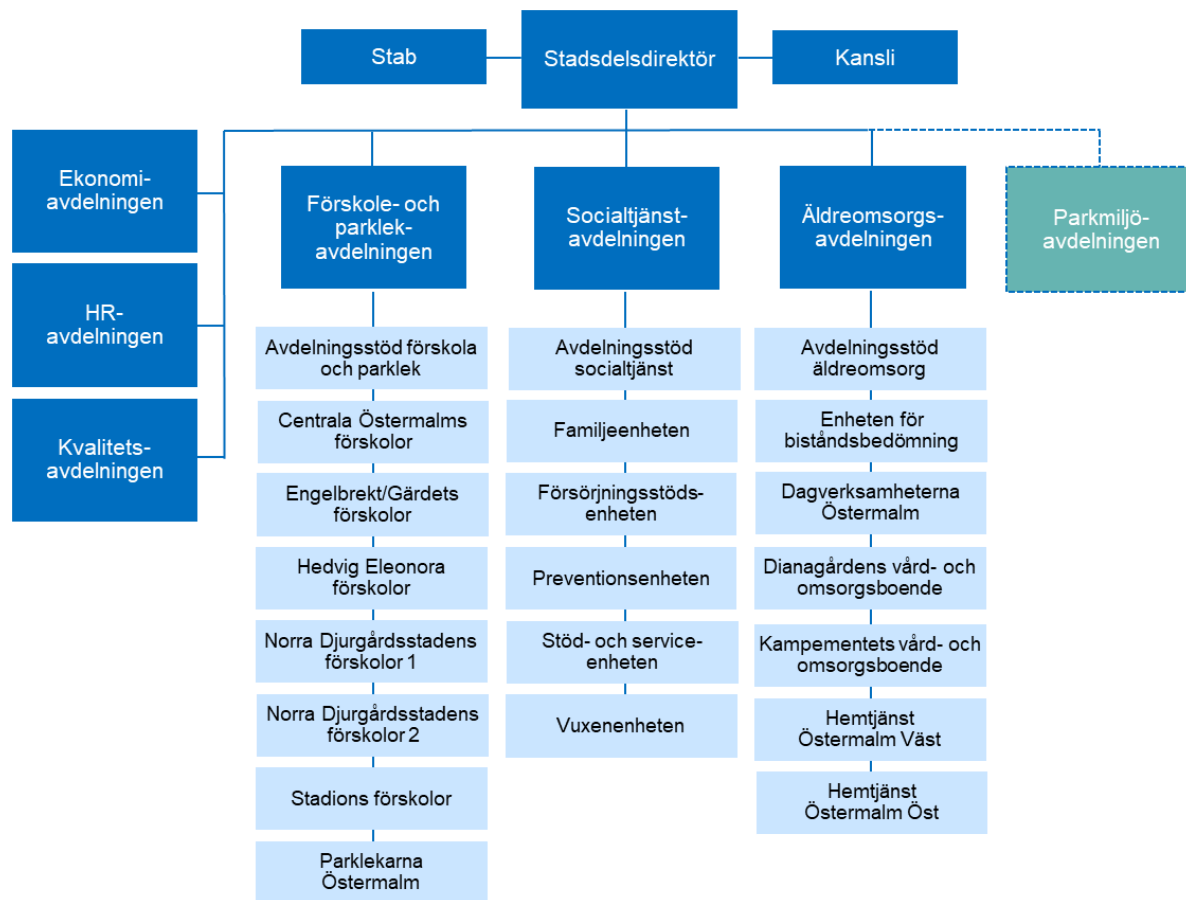 Stab
Stadsdelsdirektör
Kansli
Ekonomi-
avdelningen
HR-
avdelningen
Kvalitets-
avdelningen
Förskole- och
parklek-
avdelningen
Avdelningsstöd förskola
och parklek
Centrala Östermalms
förskolor
Engelbrekt/Gärdets
förskolor
Hedvig Eleonora
förskolor
Norra Djurgårdsstadens
förskolor 1
Norra Djurgårdsstadens
förskolor 2
Stadions förskolor
Parklekarna
Östermalm
Socialtjänst-
avdelningen
Avdelningsstöd
socialtjänst
Familjeenheten
Försörjningsstöds-
enheten
Preventionsenheten
Stöd- och service-
enheten
Vuxenenheten
Äldreomsorgs-
avdelningen
Avdelningsstöd
äldreomsorg
Enheten för
biståndsbedömning
Dagverksamheterna
Östermalm
Dianagårdens vård- och
omsorgsboende
Kampementets vård- och
omsorgsboende
Hemtjänst
Östermalm Väst
Hemtjänst
Östermalm Öst
Parkmiljö-
avdelningen